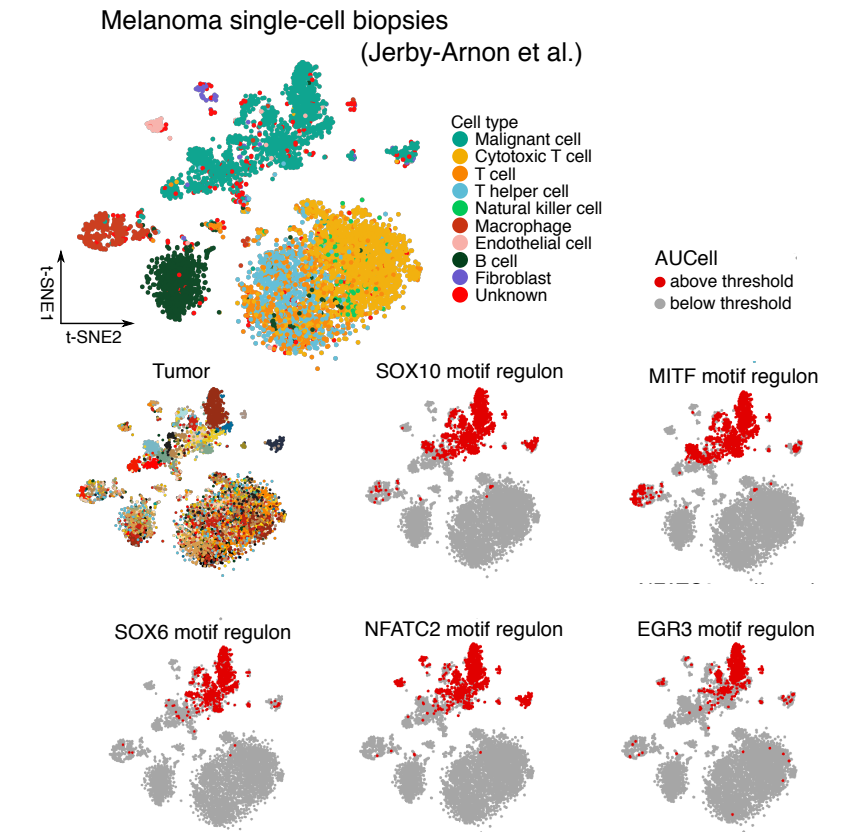 Melanoma single-cell biopsies
(Jerby-Arnon et al.)
Cell type
Malignant cell
Cytotoxic T cell
T cell
T helper cell
Natural killer cell
Macrophage
Endothelial cell
B cell
Fibroblast
Unknown
AUCell
above threshold
below threshold
t-SNE1
t-SNE2
Tumor
SOX10 motif regulon
MITF motif regulon
SOX6 motif regulon
NFATC2 motif regulon
EGR3 motif regulon